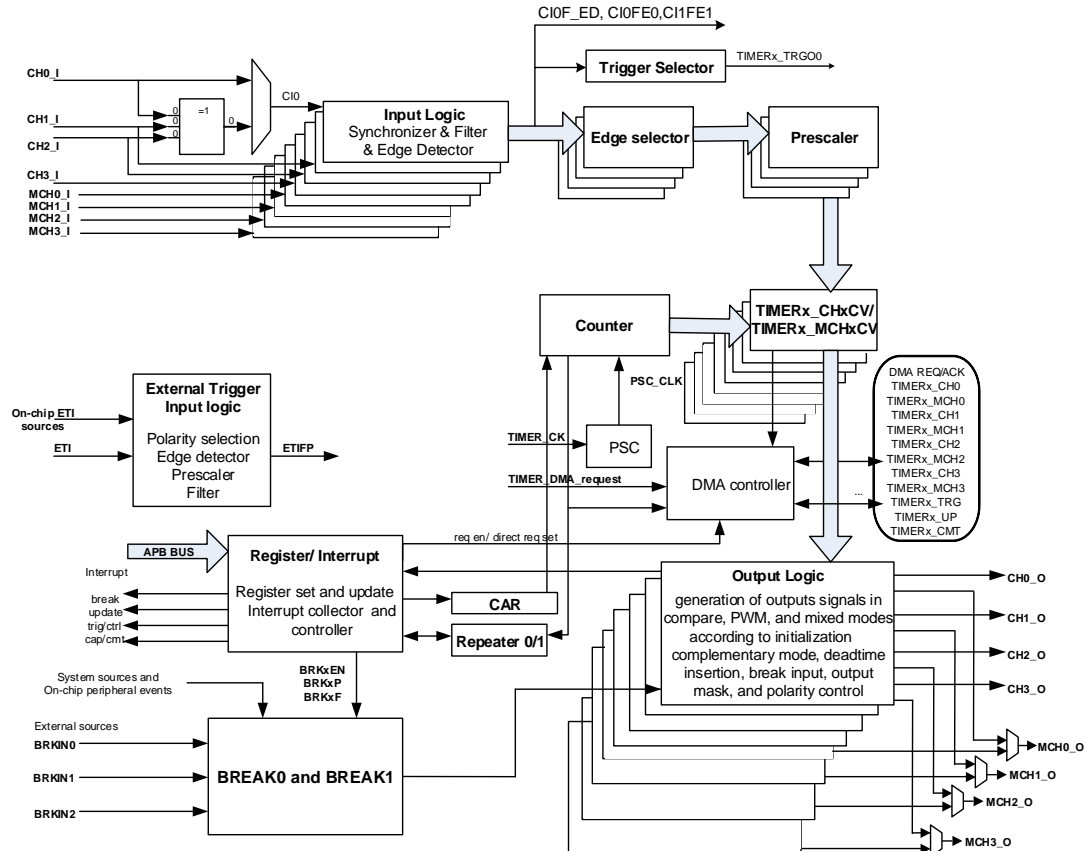 CI0F_ED, CI0FE0,CI1FE1
Trigger Selector
TIMERx_TRGO0
CH0_I
CH1_I
CH2_I
CH3_I
MCH0_I
MCH1_I
MCH2_I
MCH3_I
0
0
0
=1
0
CI0
Input Logic
Synchronizer & Filter
& Edge Detector
Edge selector
Prescaler
Counter
TIMERx_CHxCV/
TIMERx_MCHxCV
PSC_CLK
TIMER_CK
PSC
TIMER_DMA_request
DMA controller
...
DMA REQ/ACK
TIMERx_CH0
TIMERx_MCH0
TIMERx_CH1
TIMERx_MCH1
TIMERx_CH2
TIMERx_MCH2
TIMERx_CH3
TIMERx_MCH3
TIMERx_TRG
TIMERx_UP
TIMERx_CMT
On-chip ETI
sources
ETI
External Trigger
Input logic
Polarity selection
Edge detector
Prescaler
Filter
ETIFP
APB BUS
Interrupt
break
update
trig/ctrl
cap/cmt
Register/ Interrupt
Register set and update
Interrupt collector and
controller
req en/ direct req set
CAR
Repeater 0/1
BRKxEN
BRKxP
BRKxF
System sources and
On-chip peripheral events
External sources
BRKIN0
BRKIN1
BRKIN2
BREAK0 and BREAK1
Output Logic
generation of outputs signals in
compare, PWM, and mixed modes
according to initialization
complementary mode, deadtime
insertion, break input, output
mask, and polarity control
CH0_O
CH1_O
CH2_O
CH3_O
MCH0_O
MCH1_O
MCH2_O
MCH3_O